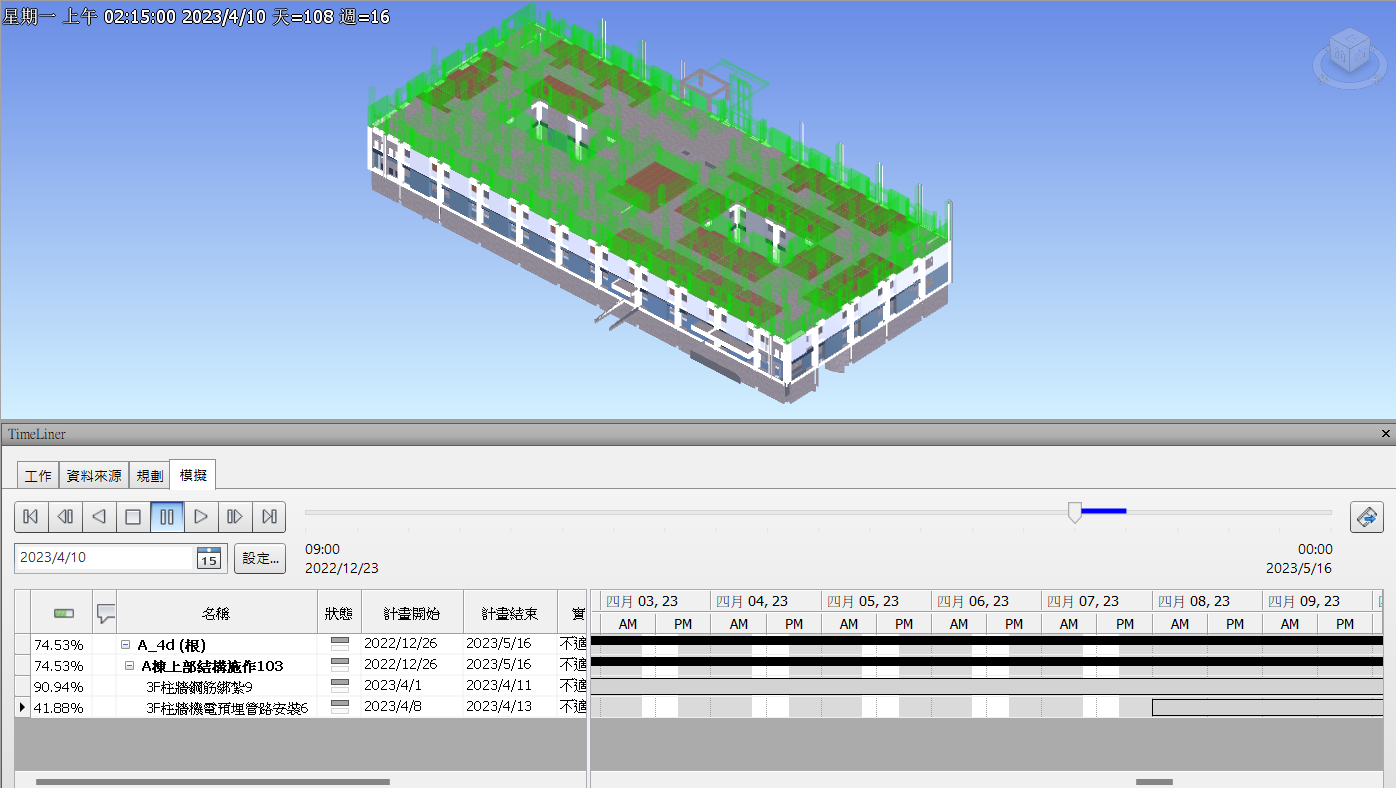 星期一 上午 02:15:00 2023/4/10 天=108 週=16
TimeLiner
工作 資料來源 規劃 模擬
2023/4/10 15 設定...
09:00 00:00
2022/12/23 2023/5/16
名稱 狀態 計畫開始 計畫結束 實
四月 03, 23 四月 04, 23 四月 05, 23 四月 06, 23 四月 07, 23 四月 08, 23 四月 09, 23
AM PM AM PM AM PM AM PM AM PM AM PM AM PM
74.53% A_4d (根) 2022/12/26 2023/5/16 不適
74.53% A棟上部結構施作103 2022/12/26 2023/5/16 不適
90.94% 3F柱牆鋼筋綁紮9 2023/4/1 2023/4/11 不適
41.88% 3F柱牆機電預埋管路安裝6 2023/4/8 2023/4/13 不適